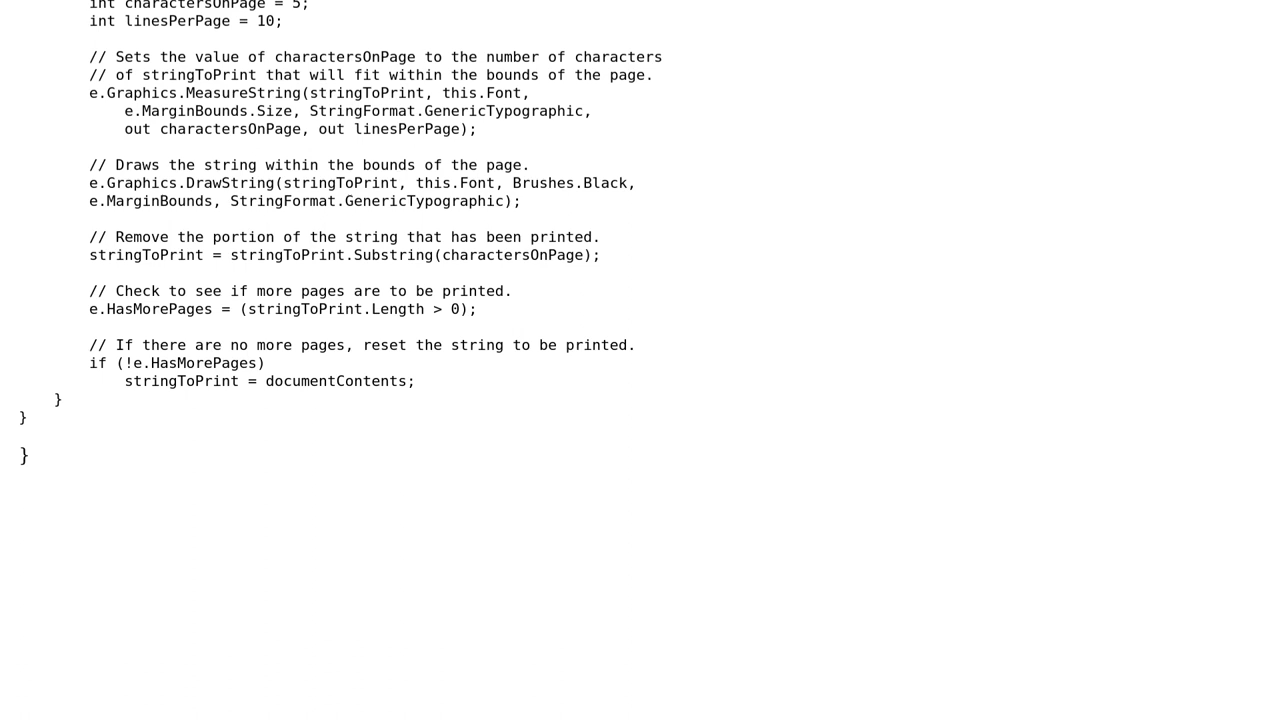 int charactersOnPage = 5;
        int linesPerPage = 10;

        // Sets the value of charactersOnPage to the number of characters
        // of stringToPrint that will fit within the bounds of the page.
        e.Graphics.MeasureString(stringToPrint, this.Font,
            e.MarginBounds.Size, StringFormat.GenericTypographic,
            out charactersOnPage, out linesPerPage);

        // Draws the string within the bounds of the page.
        e.Graphics.DrawString(stringToPrint, this.Font, Brushes.Black,
        e.MarginBounds, StringFormat.GenericTypographic);

        // Remove the portion of the string that has been printed.
        stringToPrint = stringToPrint.Substring(charactersOnPage);

        // Check to see if more pages are to be printed.
        e.HasMorePages = (stringToPrint.Length > 0);

        // If there are no more pages, reset the string to be printed.
        if (!e.HasMorePages)
            stringToPrint = documentContents;
    }
}

}